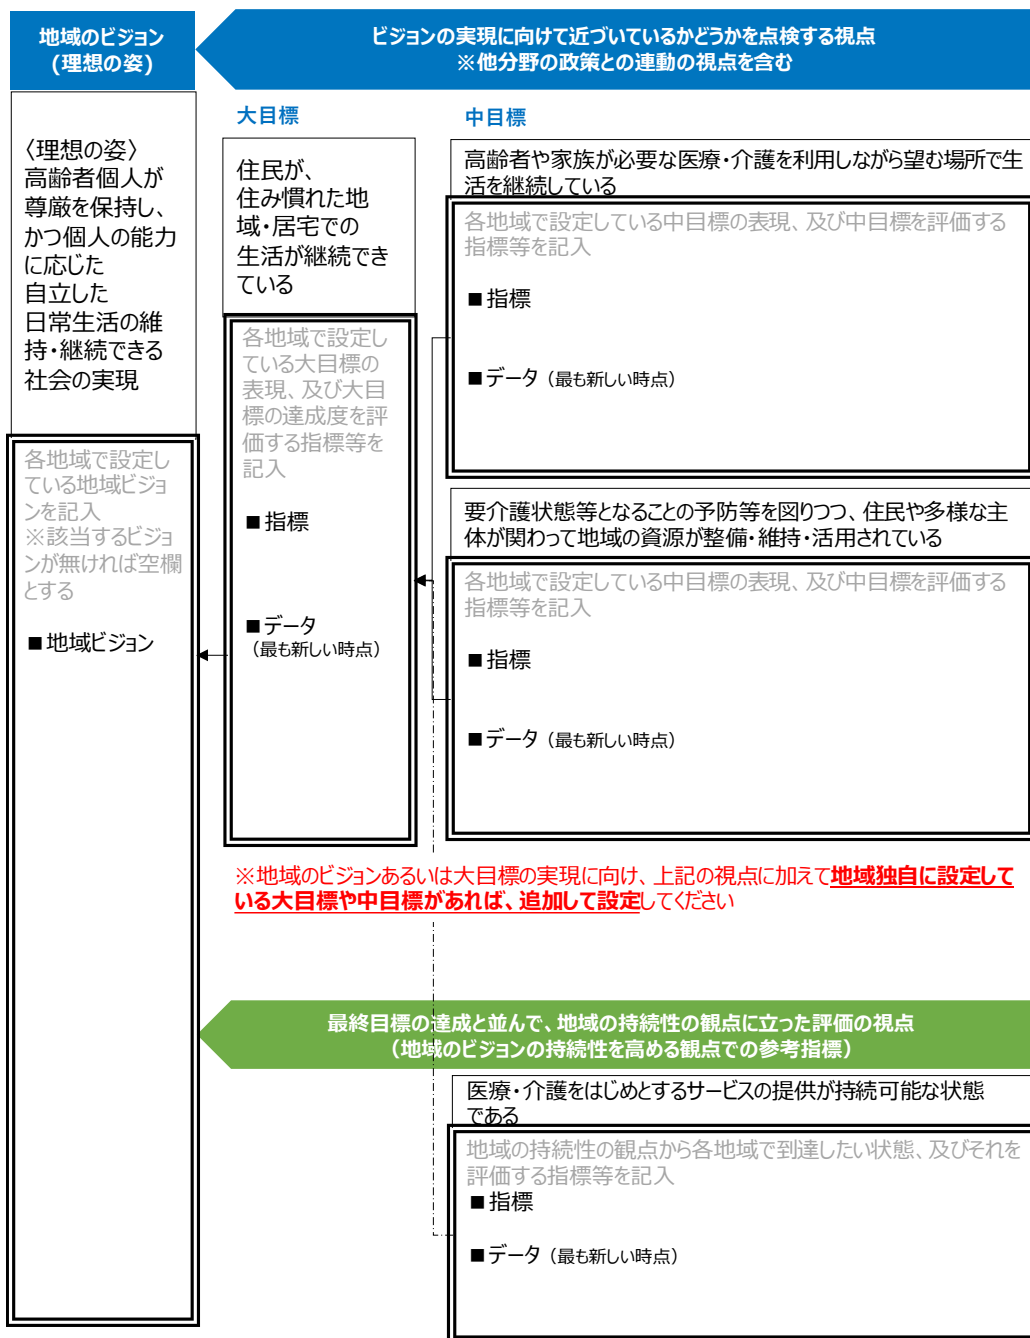 地域のビジョン
(理想の姿)
ビジョンの実現に向けて近づいているかどうかを点検する視点
※他分野の政策との連動の視点を含む
〈理想の姿〉
高齢者個人が
尊厳を保持し、
かつ個人の能力
に応じた
自立した
日常生活の維
持・継続できる
社会の実現
各地域で設定し
ている地域ビジョ
ンを記入
※該当するビジョ
ンが無ければ空欄
とする
■地域ビジョン
大目標
住民が、
住み慣れた地
域・居宅での
生活が継続でき
ている
各地域で設定し
ている大目標の
表現、及び大目
標の達成度を評
価する指標等を
記入
■指標
■データ
（最も新しい時点）
中目標
高齢者や家族が必要な医療・介護を利用しながら望む場所で生
活を継続している
各地域で設定している中目標の表現、及び中目標を評価する
指標等を記入
■指標
■データ（最も新しい時点）
要介護状態等となることの予防等を図りつつ、住民や多様な主
体が関わって地域の資源が整備・維持・活用されている
各地域で設定している中目標の表現、及び中目標を評価する
指標等を記入
■指標
■データ（最も新しい時点）
※地域のビジョンあるいは大目標の実現に向け、上記の視点に加えて地域独自に設定して
いる大目標や中目標があれば、追加して設定してください
最終目標の達成と並んで、地域の持続性の観点に立った評価の視点
（地域のビジョンの持続性を高める観点での参考指標）
医療・介護をはじめとするサービスの提供が持続可能な状態
である
地域の持続性の観点から各地域で到達したい状態、及びそれを
評価する指標等を記入
■指標
■データ（最も新しい時点）